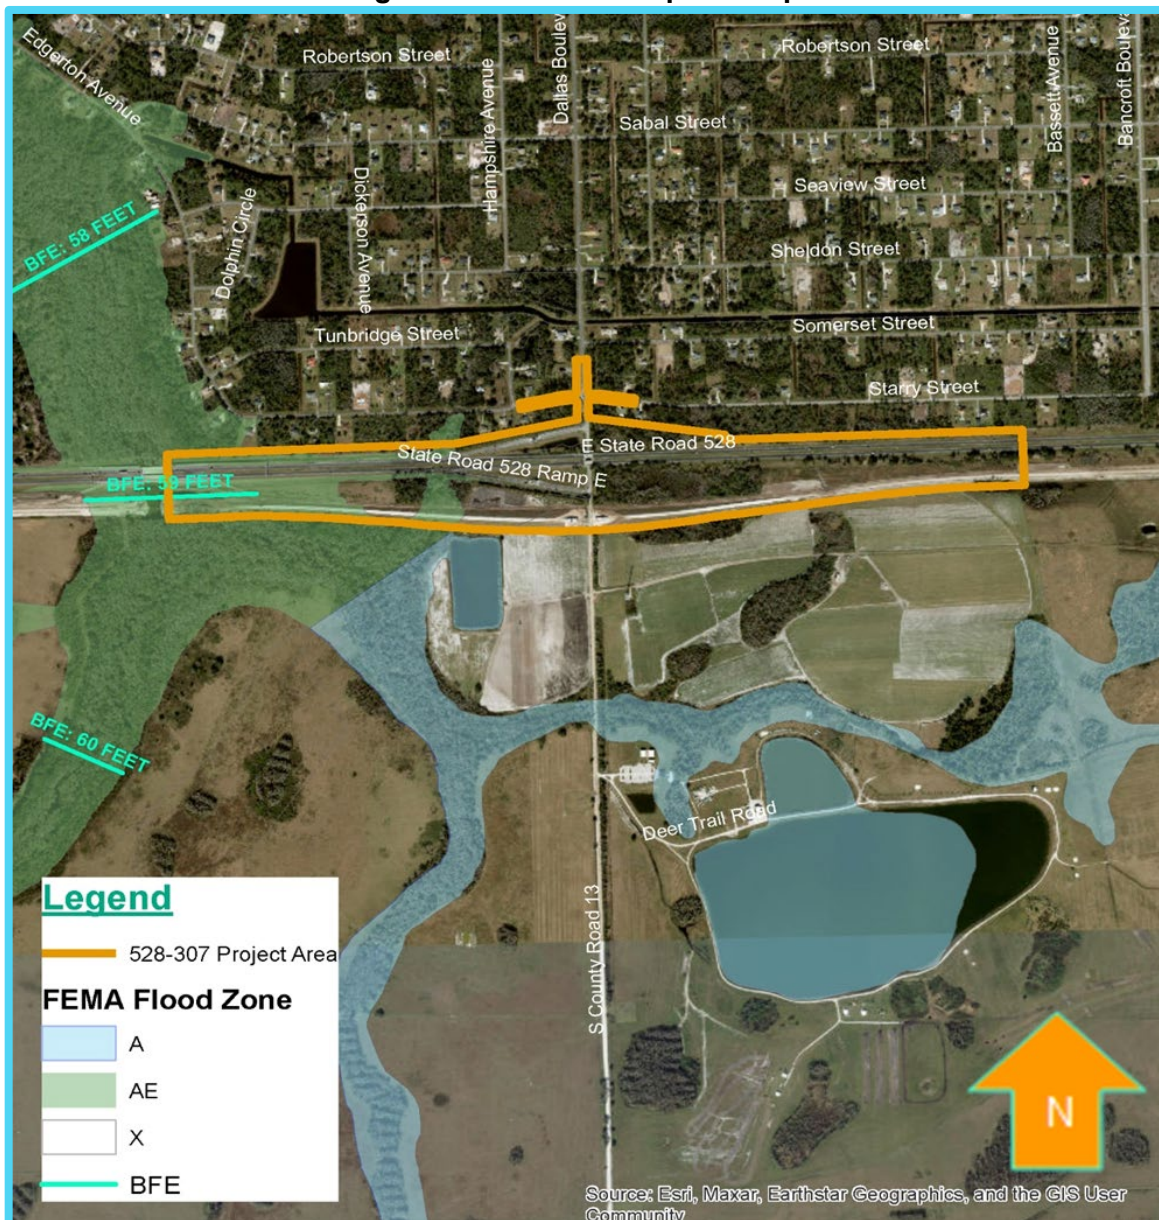 Edgerton Avenue
Robertson Street
Hampshire Avenue
Dallas Boulev
Robertson Street
Bassett Avenue
Bancroft Bouleva
Sabal Street
Dickerson Avenue
Seaview Street
BFE: 58 FEET
Dolphin Circle
Sheldon Street
Tunbridge Street
Somerset Street
Starry Street
State Road 528
State Road 528 Ramp E
BFE: 59 FEET
BFE: 60 FEET
Deer Trail Road
S County Road 13
Legend
528-307 Project Area
FEMA Flood Zone
A
AE
X
BFE
N
Source: Esri, Maxar, Earthstar Geographics, and the GIS User
Community